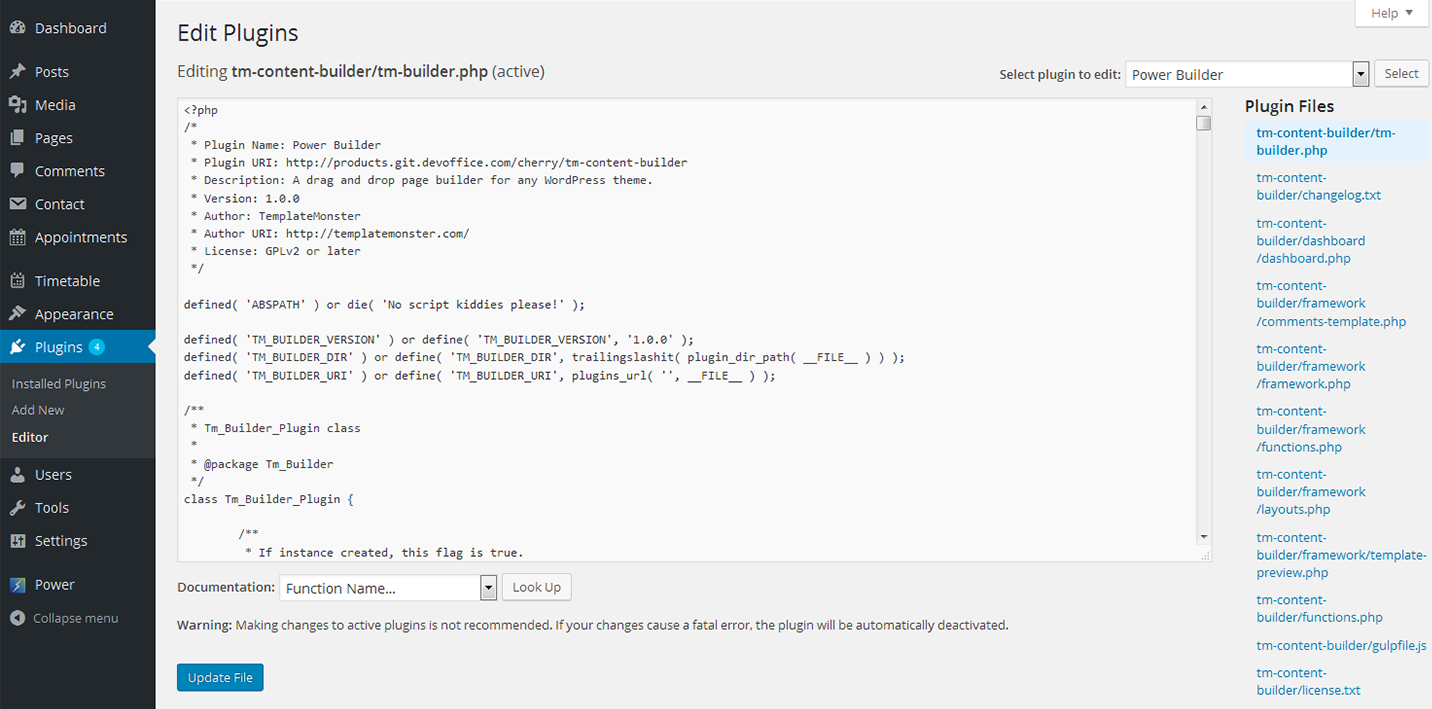 Dashboard
Posts
Media
Pages
Comments
Contact
Appointments
Timetable
Appearance
Plugins 4
Installed Plugins
Add New
Editor
Users
Tools
Settings
Power
Collapse menu
Help
Edit Plugins
Editing tm-content-builder/tm-builder.php (active)
Select plugin to edit: Power Builder Select
<?php
/*
 * Plugin Name: Power Builder
 * Plugin URI: http://products.git.devoffice.com/cherry/tm-content-builder
 * Description: A drag and drop page builder for any WordPress theme.
 * Version: 1.0.0
 * Author: TemplateMonster
 * Author URI: http://templatemonster.com/
 * License: GPLv2 or later
 */
defined( 'ABSPATH' ) or die( 'No script kiddies please!' );
defined( 'TM_BUILDER_VERSION' ) or define( 'TM_BUILDER_VERSION', '1.0.0' );
defined( 'TM_BUILDER_DIR' ) or define( 'TM_BUILDER_DIR', trailingslashit( plugin_dir_path( __FILE__ ) ) );
defined( 'TM_BUILDER_URI' ) or define( 'TM_BUILDER_URI', plugins_url( '', __FILE__ ) );
/**
 * Tm_Builder_Plugin class
 *
 * @package Tm_Builder
 */
class Tm_Builder_Plugin {
/**
 * If instance created, this flag is true.
Documentation: Function Name... Look Up
Warning: Making changes to active plugins is not recommended. If your changes cause a fatal error, the plugin will be automatically deactivated.
Update File
Plugin Files
tm-content-builder/tm-
builder.php
tm-content-
builder/changelog.txt
tm-content-
builder/dashboard
/dashboard.php
tm-content-
builder/framework
/comments-template.php
tm-content-
builder/framework
/framework.php
tm-content-
builder/framework
/functions.php
tm-content-
builder/framework
/layouts.php
tm-content-
builder/framework/template-
preview.php
tm-content-
builder/functions.php
tm-content-builder/gulpfile.js
tm-content-
builder/license.txt